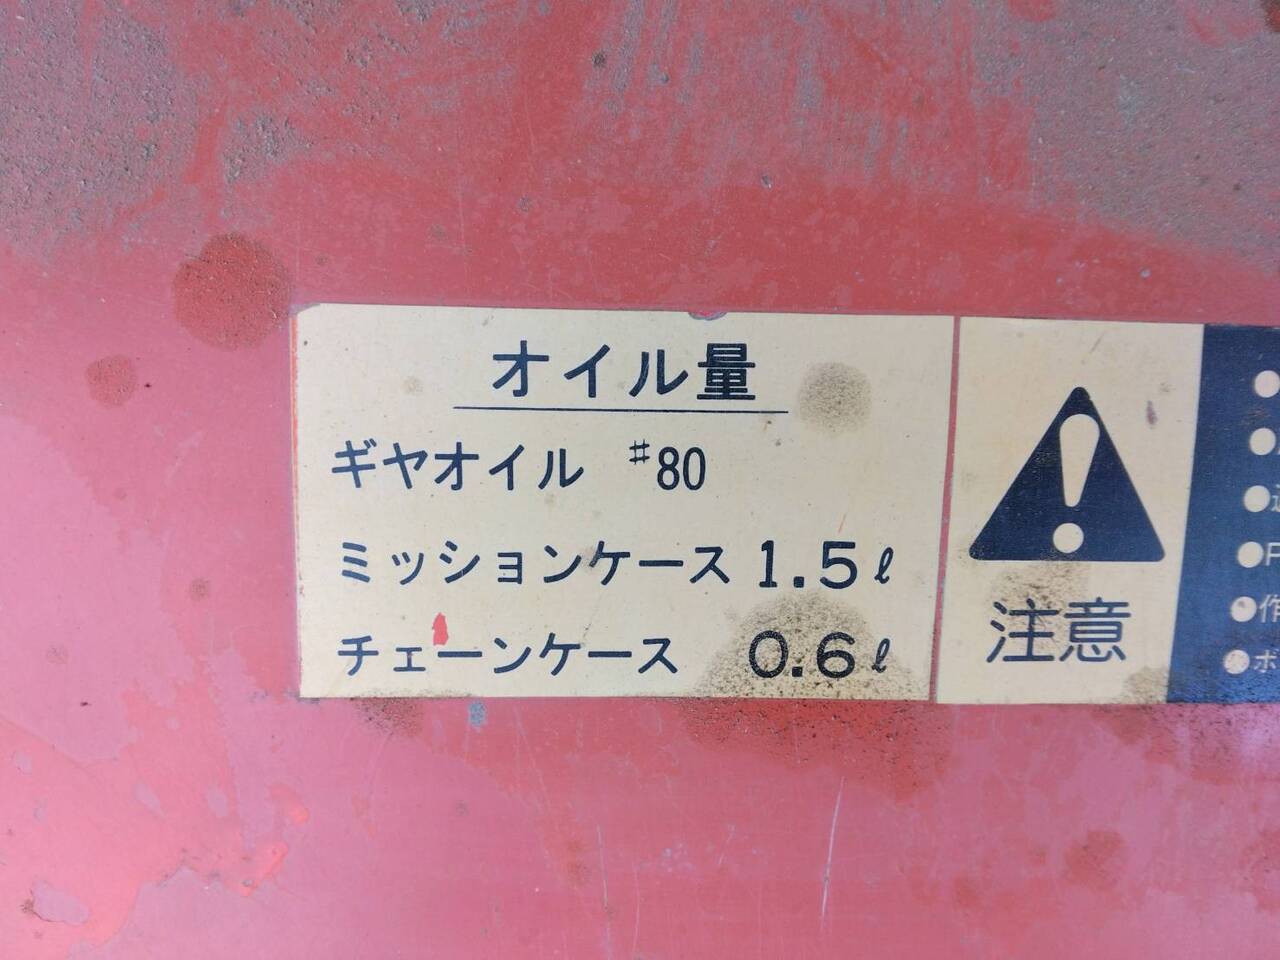 オイル量
ギヤオイル #80
ミッションケース 1.5ℓ
チェーンケース 0.6ℓ
注意